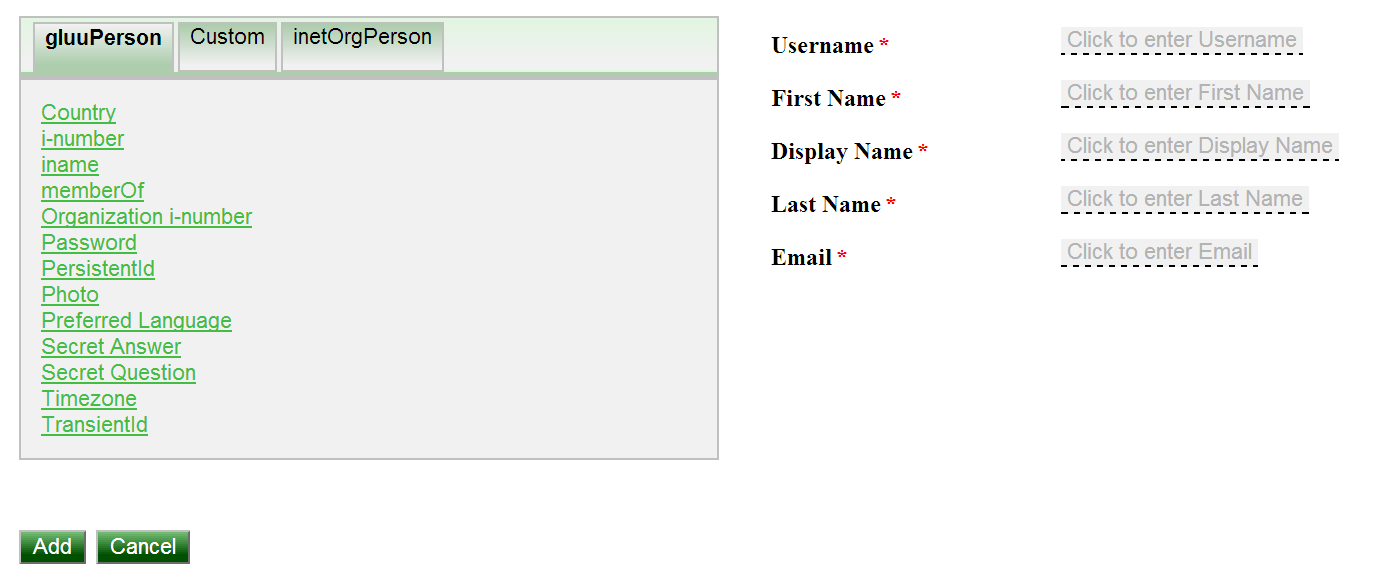 gluuPerson Custom inetOrgPerson
Country
i-number
iname
memberOf
Organization i-number
Password
PersistentId
Photo
Preferred Language
Secret Answer
Secret Question
Timezone
TransientId
Username * Click to enter Username
First Name * Click to enter First Name
Display Name * Click to enter Display Name
Last Name * Click to enter Last Name
Email * Click to enter Email
Add Cancel